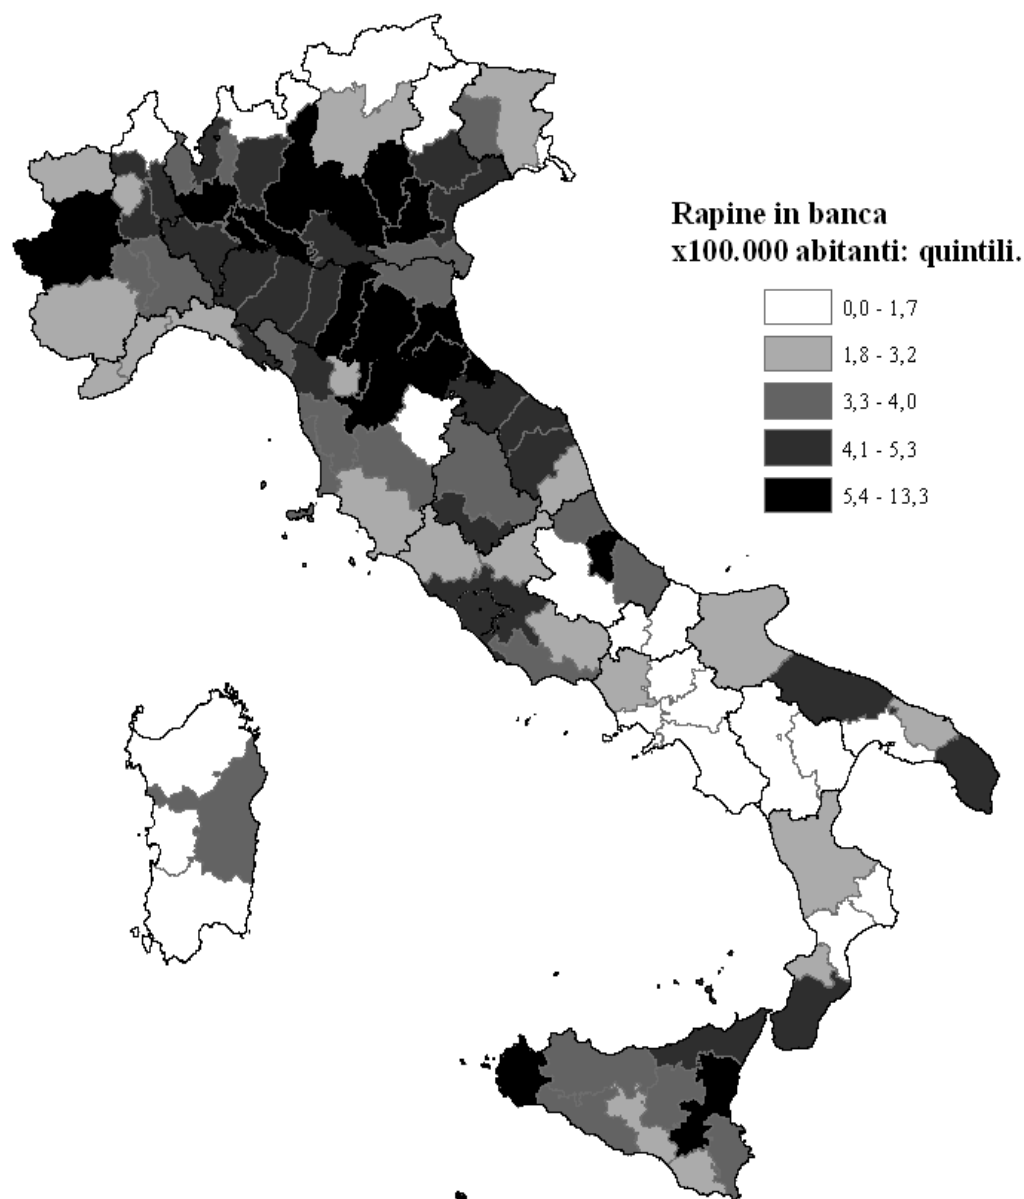 Rapine in banca
x100.000 abitanti: quintili.
0,0 - 1,7
1,8 - 3,2
3,3 - 4,0
4,1 - 5,3
5,4 - 13,3